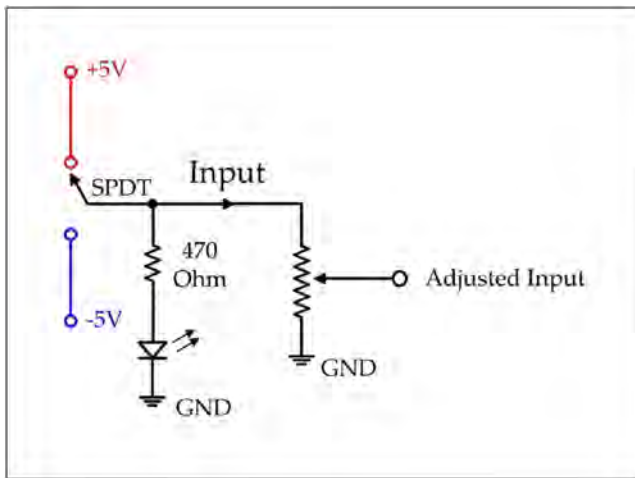 +5V
SPDT
Input
470
Ohm
Adjusted Input
-5V
GND
GND